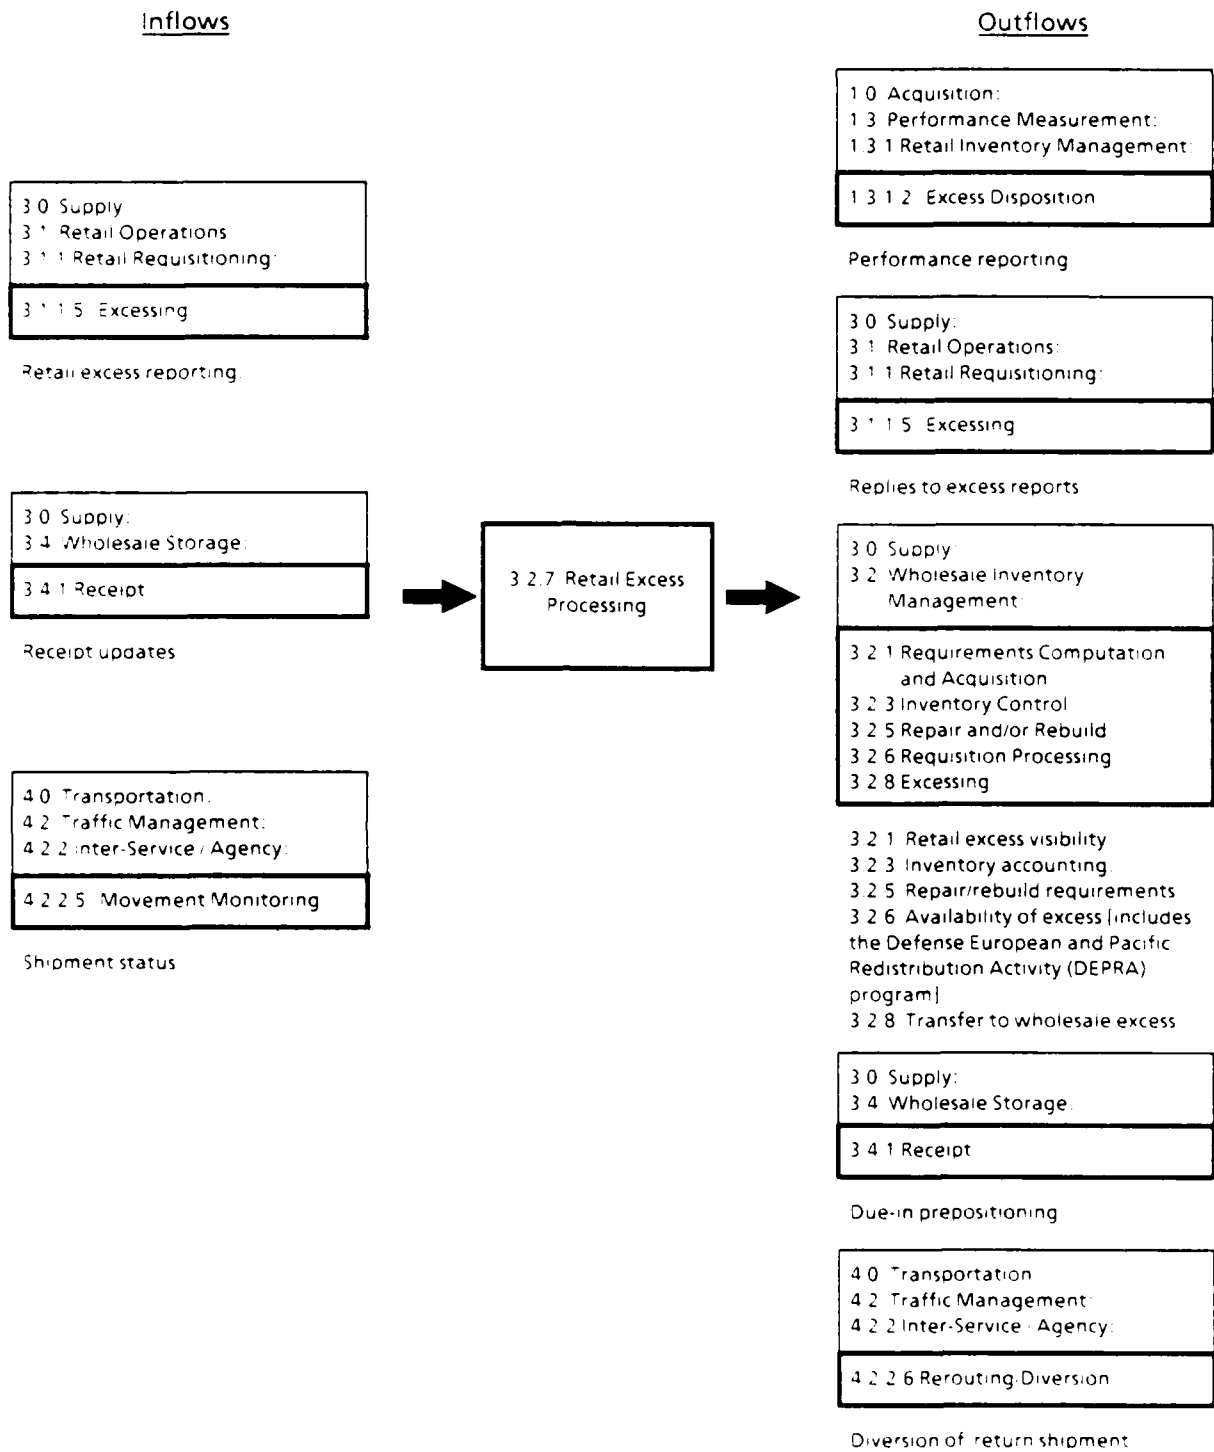 Inflows
3.0 Supply
3.1 Retail Operations
3.1.1 Retail Requisitioning:
3.1.1.5 Excessing
Retail excess reporting.
3.0 Supply:
3.4 Wholesale Storage:
3.4.1 Receipt
Receipt updates
4.0 Transportation.
4.2 Traffic Management:
4.2.2 Inter-Service / Agency:
4.2.2.5 Movement Monitoring
Shipment status
3.2.7 Retail Excess
Processing
Outflows
1.0 Acquisition:
1.3 Performance Measurement:
1.3.1 Retail Inventory Management:
1.3.1.2 Excess Disposition
Performance reporting
3.0 Supply:
3.1 Retail Operations:
3.1.1 Retail Requisitioning:
3.1.1.5 Excessing
Replies to excess reports
3.0 Supply
3.2 Wholesale Inventory
Management:
3.2.1 Requirements Computation
and Acquisition
3.2.3 Inventory Control
3.2.5 Repair and/or Rebuild
3.2.6 Requisition Processing
3.2.8 Excessing
3.2.1 Retail excess visibility
3.2.3 Inventory accounting.
3.2.5 Repair/rebuild requirements
3.2.6 Availability of excess [includes
the Defense European and Pacific
Redistribution Activity (DEPRA)
program]
3.2.8 Transfer to wholesale excess
3.0 Supply:
3.4 Wholesale Storage.
3.4.1 Receipt
Due-in prepositioning
4.0 Transportation
4.2 Traffic Management:
4.2.2 Inter-Service / Agency:
4.2.2.6 Rerouting/Diversion
Diversion of return shipment